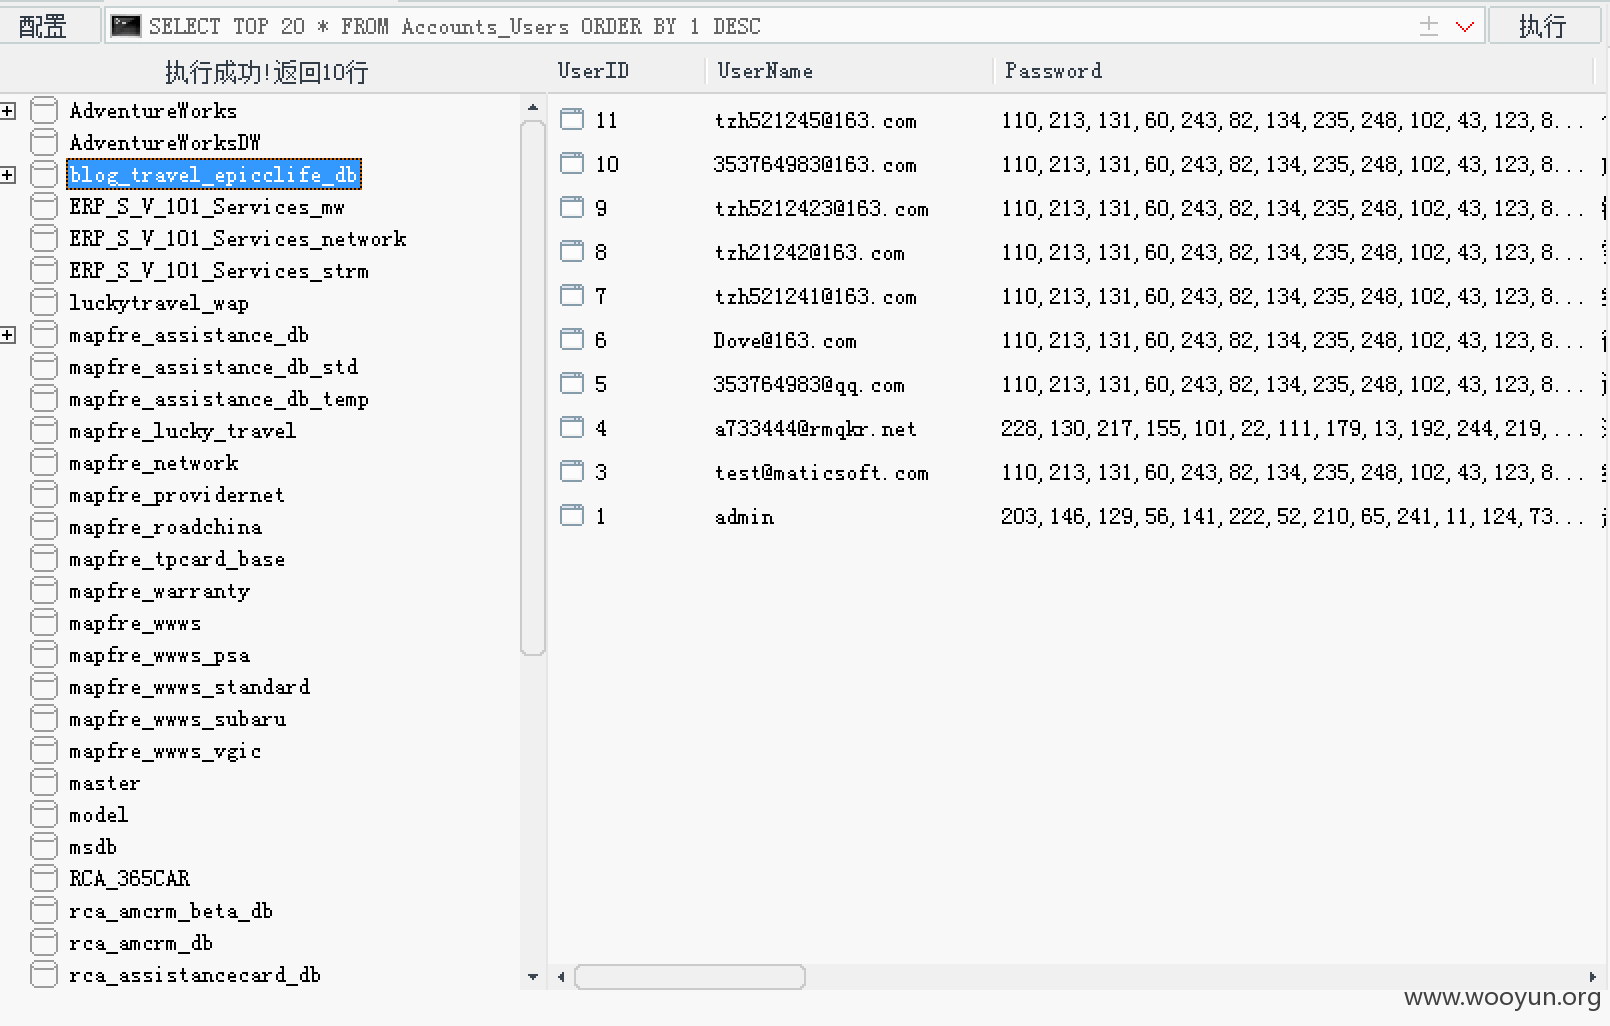 配置
SELECT TOP 20 * FROM Accounts_Users ORDER BY 1 DESC
执行
执行成功!返回10行
UserID UserName Password
AdventureWorks
AdventureWorksDW
blog_travel_epicclife_db
ERP_S_V_101_Services_mw
ERP_S_V_101_Services_network
ERP_S_V_101_Services_strm
luckytravel_wap
mapfre_assistance_db
mapfre_assistance_db_std
mapfre_assistance_db_temp
mapfre_lucky_travel
mapfre_network
mapfre_providernet
mapfre_roadchina
mapfre_tpcard_base
mapfre_warranty
mapfre_wwws
mapfre_wwws_psa
mapfre_wwws_standard
mapfre_wwws_subaru
mapfre_wwws_vgic
master
model
msdb
RCA_365CAR
rca_amcrm_beta_db
rca_amcrm_db
rca_assistancecard_db
11 tzh521245@163.com 110,213,131,60,243,82,134,235,248,102,43,123,8...
10 353764983@163.com 110,213,131,60,243,82,134,235,248,102,43,123,8...
9 tzh5212423@163.com 110,213,131,60,243,82,134,235,248,102,43,123,8...
8 tzh21242@163.com 110,213,131,60,243,82,134,235,248,102,43,123,8...
7 tzh521241@163.com 110,213,131,60,243,82,134,235,248,102,43,123,8...
6 Dove@163.com 110,213,131,60,243,82,134,235,248,102,43,123,8...
5 353764983@qq.com 110,213,131,60,243,82,134,235,248,102,43,123,8...
4 a733444@rmqkr.net 228,130,217,155,101,22,111,179,13,192,244,219,...
3 test@maticsoft.com 110,213,131,60,243,82,134,235,248,102,43,123,8...
1 admin 203,146,129,56,141,222,52,210,65,241,11,124,73...
www.wooyun.org